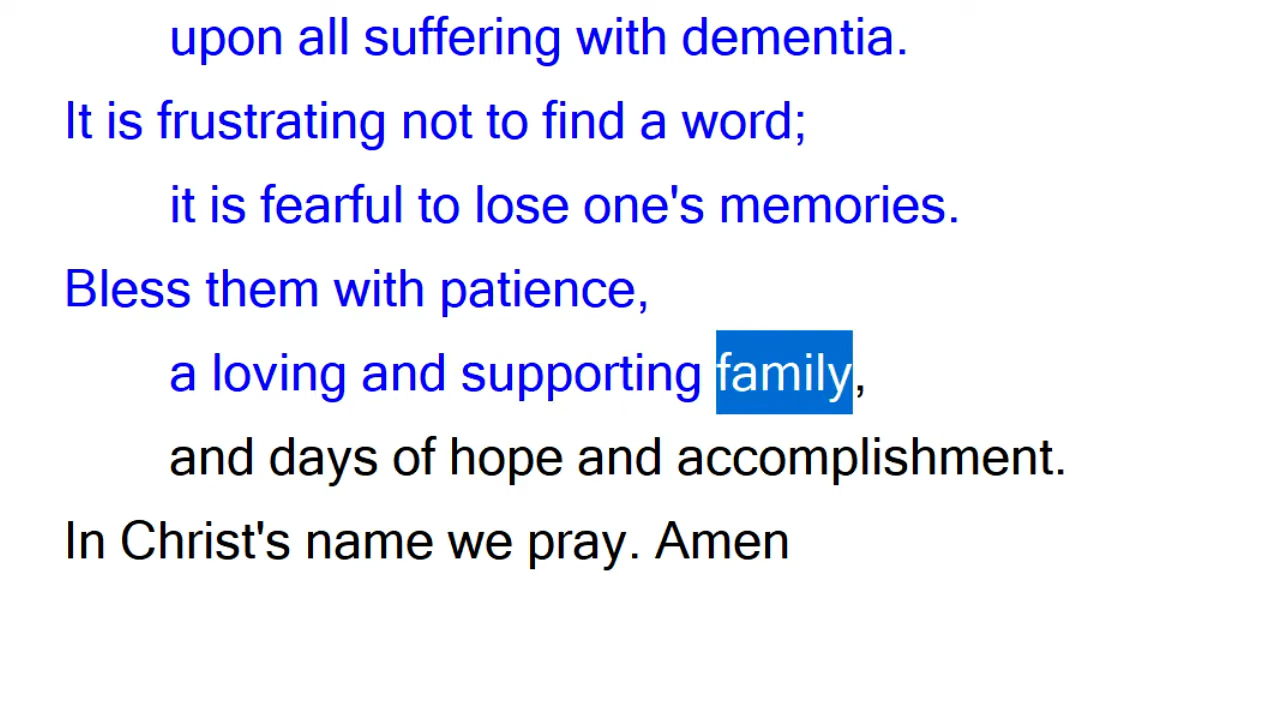 upon all suffering with dementia.
It is frustrating not to find a word;
it is fearful to lose one's memories.
Bless them with patience,
a loving and supporting family,
and days of hope and accomplishment.
In Christ's name we pray. Amen